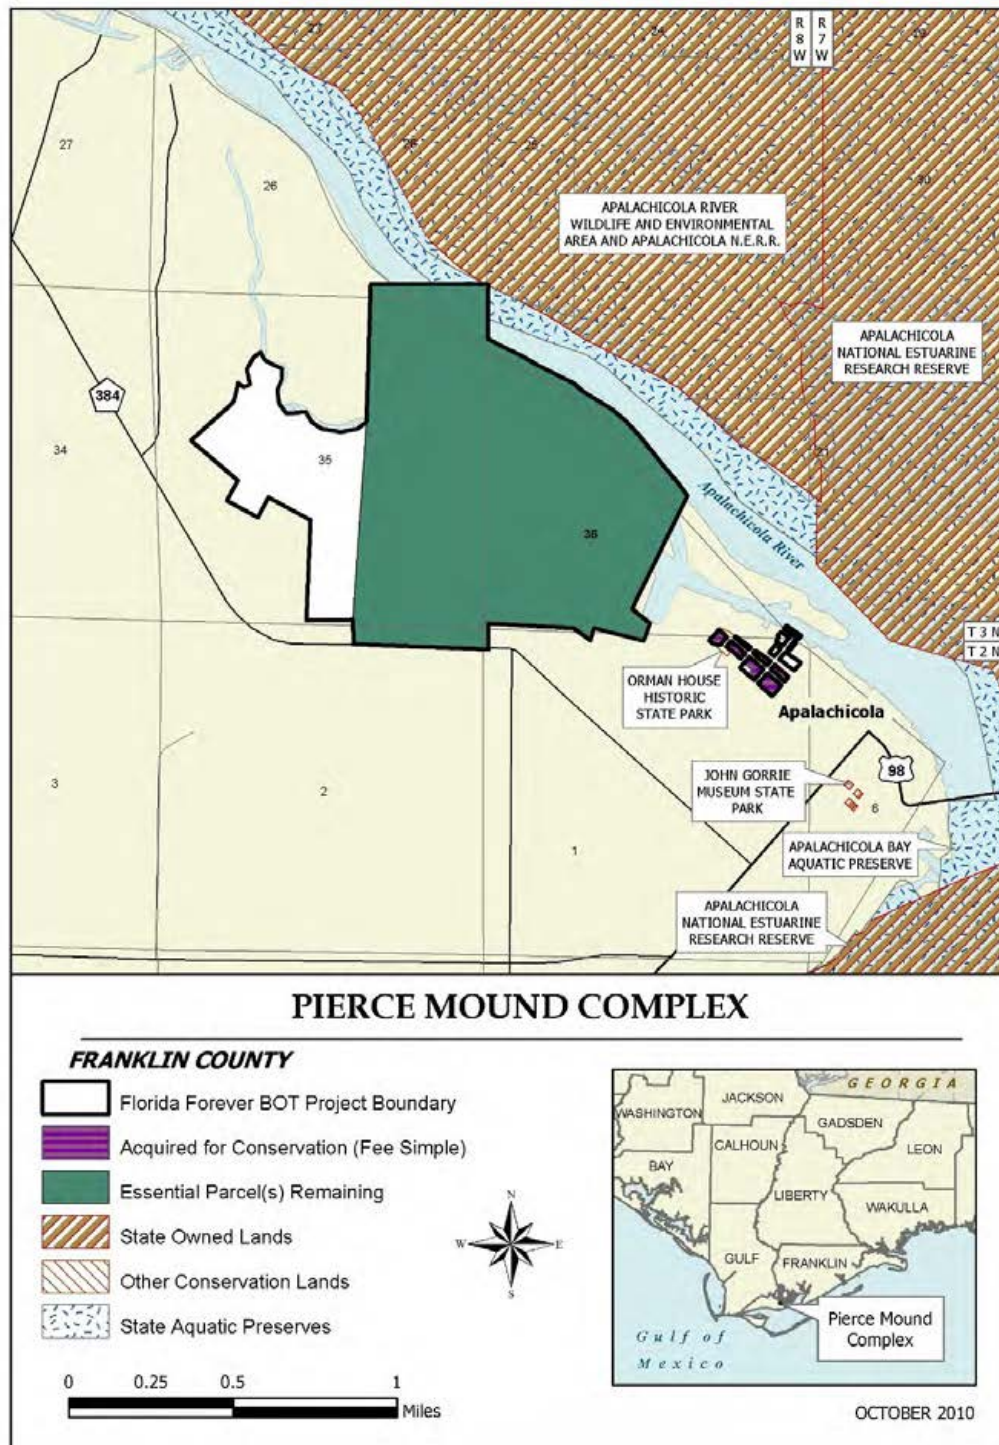 27
24
19
R
8
W
R
7
W
27
26
26
25
30
APALACHICOLA RIVER
WILDLIFE AND ENVIRONMENTAL
AREA AND APALACHICOLA N.E.R.R.
APALACHICOLA
NATIONAL ESTUARINE
RESEARCH RESERVE
384
34
35
31
36
Apalachicola River
T 3 N
T 2 N
ORMAN HOUSE
HISTORIC
STATE PARK
Apalachicola
98
JOHN GORRIE
MUSEUM STATE
PARK
6
3
2
1
APALACHICOLA BAY
AQUATIC PRESERVE
APALACHICOLA
NATIONAL ESTUARINE
RESEARCH RESERVE
PIERCE MOUND COMPLEX
FRANKLIN COUNTY
Florida Forever BOT Project Boundary
Acquired for Conservation (Fee Simple)
Essential Parcel(s) Remaining
State Owned Lands
Other Conservation Lands
State Aquatic Preserves
N
W E
S
0 0.25 0.5 1
Miles
GEORGIA
JACKSON
WASHINGTON
GADSDEN
CALHOUN
LEON
BAY
LIBERTY
WAKULLA
GULF
FRANKLIN
Pierce Mound
Complex
Gulf of
Mexico
OCTOBER 2010